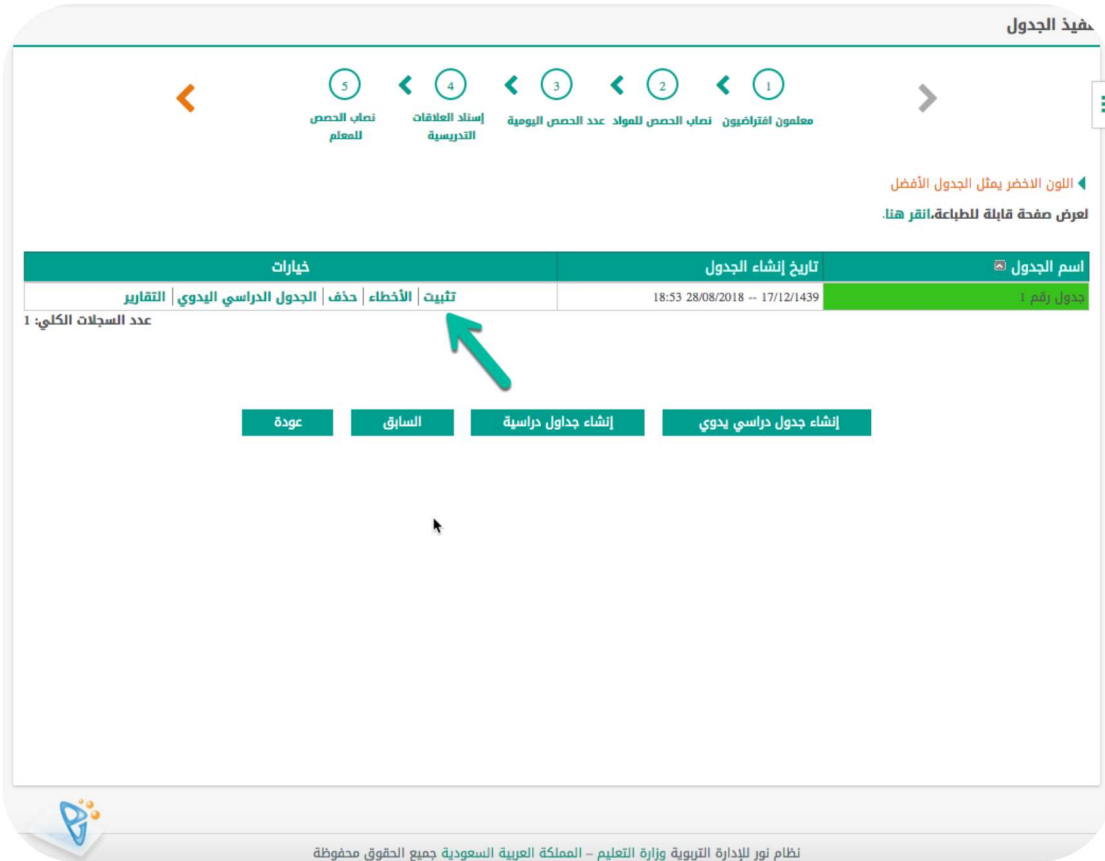 تنفيذ الجدول
1
2
3
4
5
معلمون افتراضيون
نصاب الحصص للمواد
عدد الحصص اليومية
إسناد العلاقات
التدريسية
نصاب الحصص
للمعلم
اللون الاخضر يمثل الجدول الأفضل
لعرض صفحة قابلة للطباعة،انقر هنا.
اسم الجدول تاريخ إنشاء الجدول خيارات
جدول رقم 1 17/12/1439 -- 28/08/2018 18:53 تثبيت | الأخطاء | حذف | الجدول الدراسي اليدوي | التقارير
عدد السجلات الكلي: 1
إنشاء جدول دراسي يدوي إنشاء جداول دراسية السابق عودة
نظام نور للإدارة التربوية وزارة التعليم – المملكة العربية السعودية جميع الحقوق محفوظة